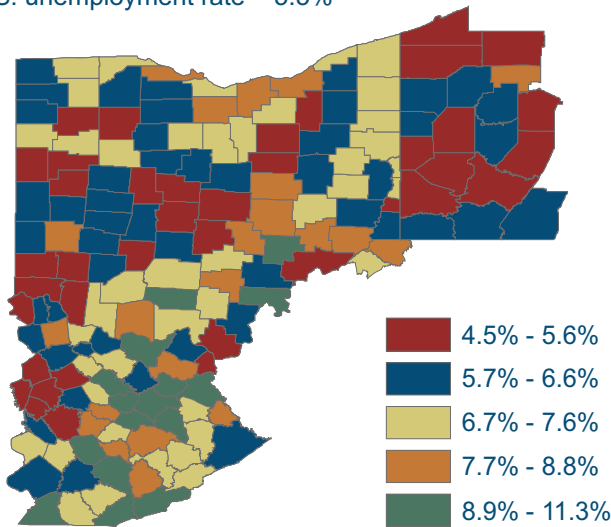 unemployment rate
4.5% - 5.6%
5.7% - 6.6%
6.7% - 7.6%
7.7% - 8.8%
8.9% - 11.3%